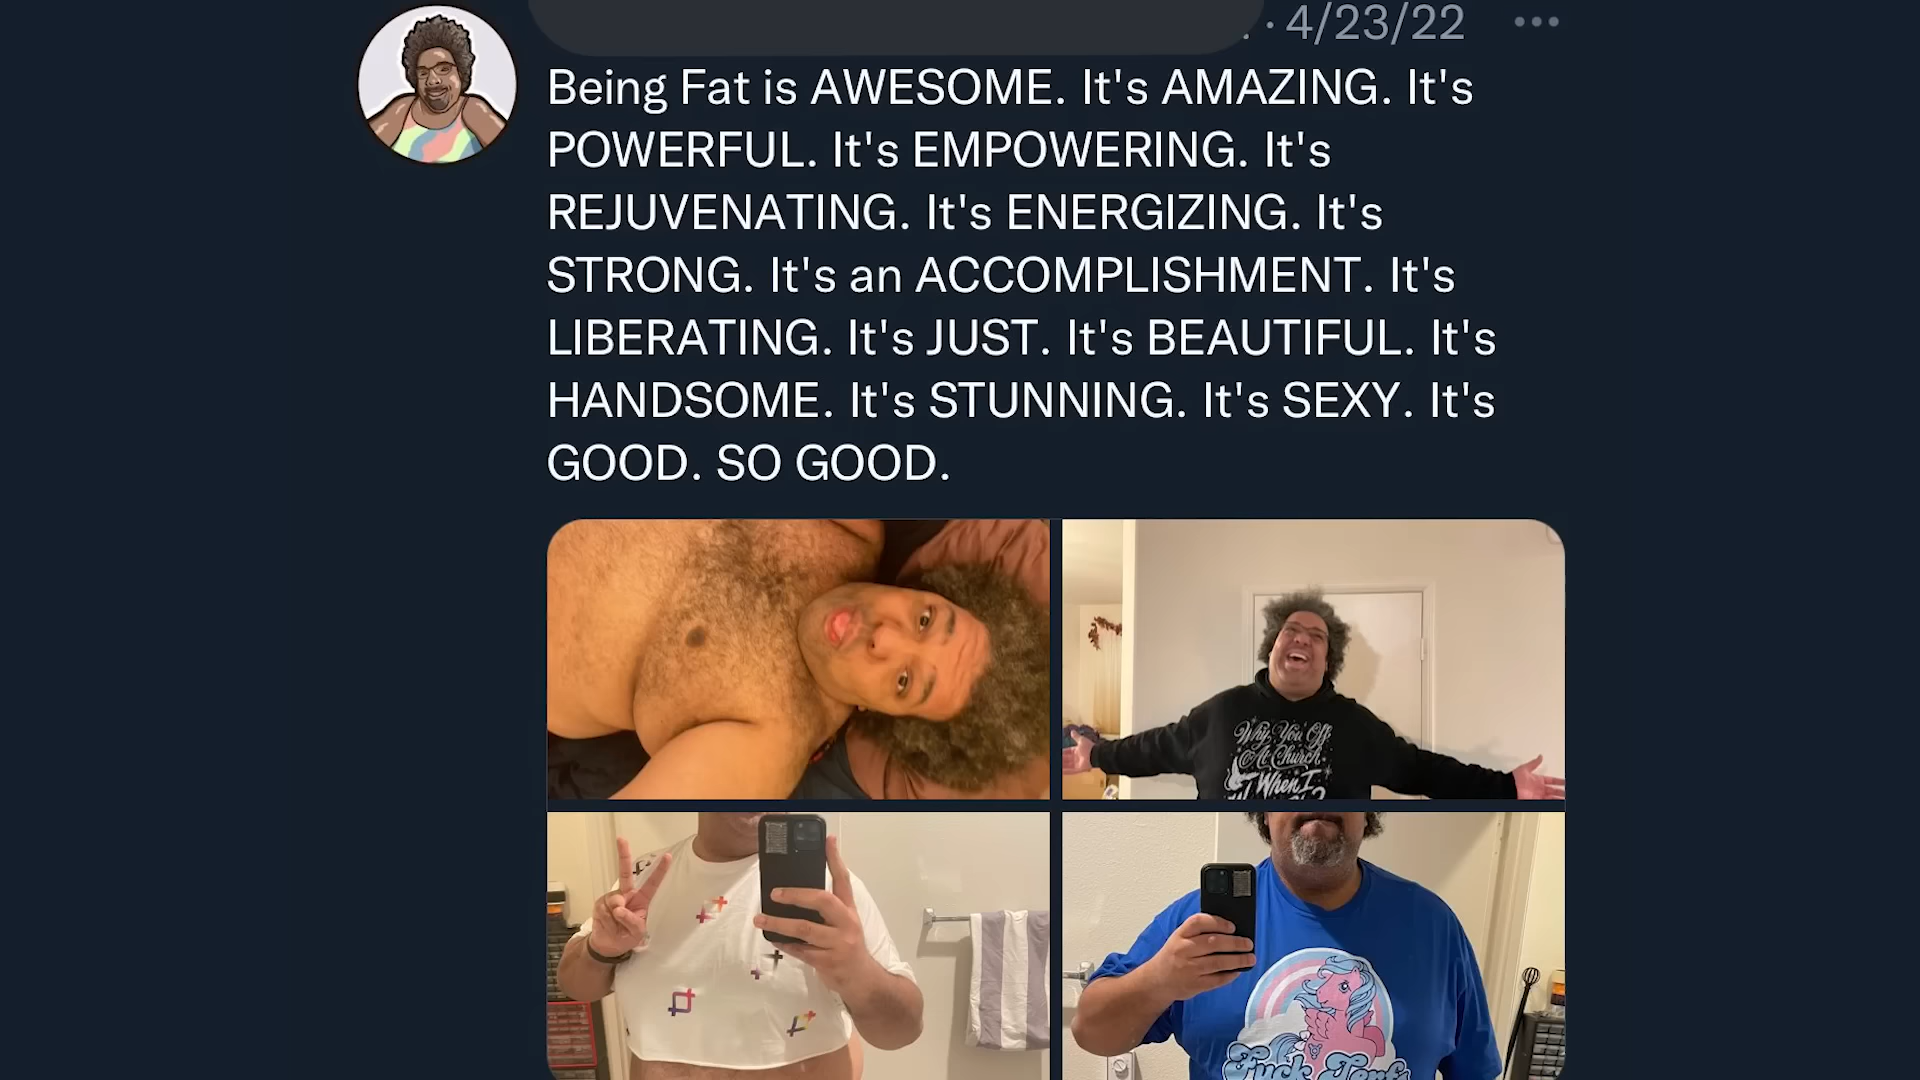 . · 4/23/22
Being Fat is AWESOME. It's AMAZING. It's
POWERFUL. It's EMPOWERING. It's
REJUVENATING. It's ENERGIZING. It's
STRONG. It's an ACCOMPLISHMENT. It's
LIBERATING. It's JUST. It's BEAUTIFUL. It's
HANDSOME. It's STUNNING. It's SEXY. It's
GOOD. SO GOOD.
Why You Off
At Church
When I
Fuck Terfs